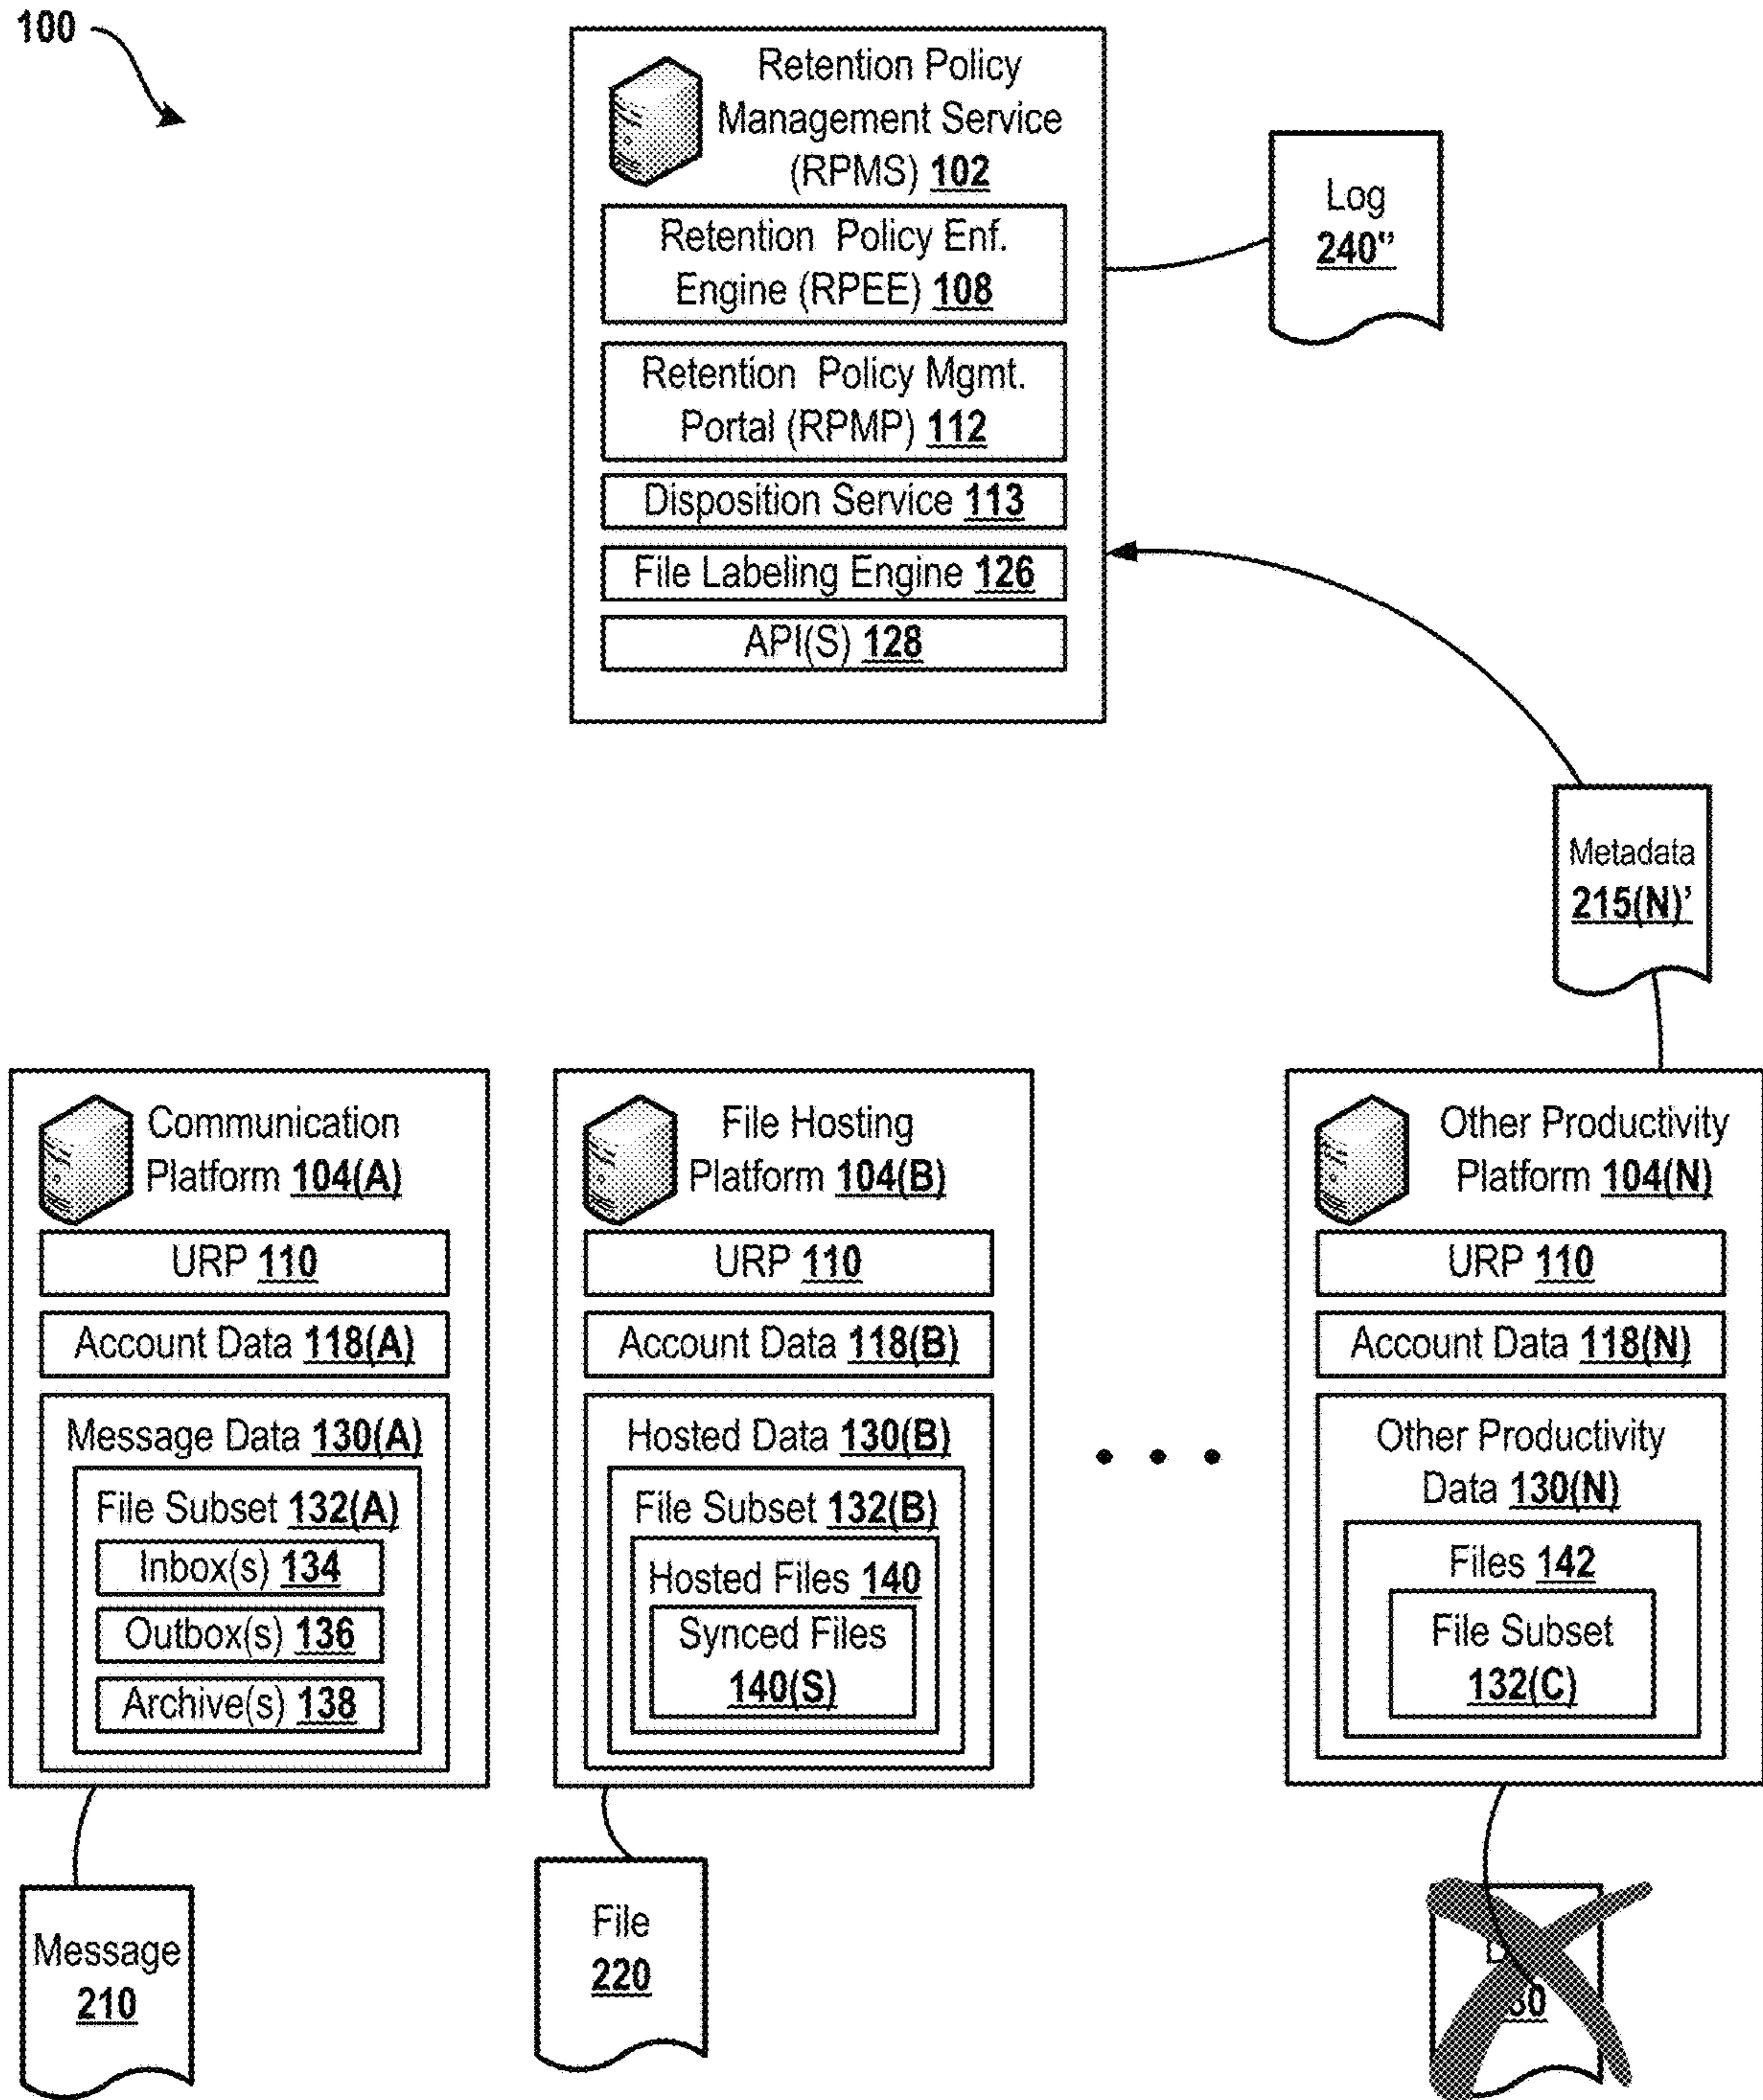 100
Retention Policy
Management Service
(RPMS) 102
Retention Policy Enf.
Engine (RPEE) 108
Retention Policy Mgmt.
Portal (RPMP) 112
Disposition Service 113
File Labeling Engine 126
API(S) 128
Log
240"
Metadata
215(N)'
Communication
Platform 104(A)
URP 110
Account Data 118(A)
Message Data 130(A)
File Subset 132(A)
Inbox(s) 134
Outbox(s) 136
Archive(s) 138
File Hosting
Platform 104(B)
URP 110
Account Data 118(B)
Hosted Data 130(B)
File Subset 132(B)
Hosted Files 140
Synced Files
140(S)
• • •
Other Productivity
Platform 104(N)
URP 110
Account Data 118(N)
Other Productivity
Data 130(N)
Files 142
File Subset
132(C)
Message
210
File
220